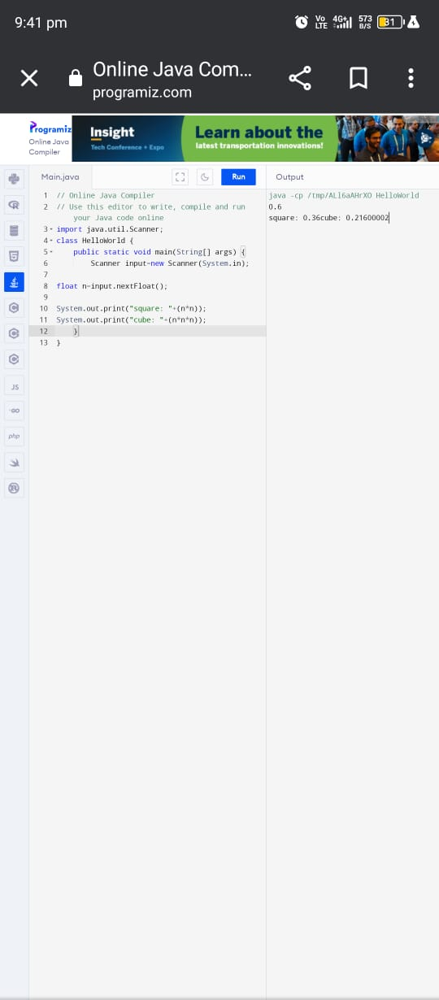 9:41 pm
Vo LTE 4G+ 573 B/S 31
Online Java Com...
programiz.com
Programiz
Online Java
Compiler
Insight
Tech Conference + Expo
Learn about the
latest transportation innovations!
Main.java
Run
Output
1 // Online Java Compiler
2 // Use this editor to write, compile and run
your Java code online
3 import java.util.Scanner;
4 class HelloWorld {
5 public static void main(String[] args) {
6 Scanner input=new Scanner(System.in);
7
8 float n=input.nextFloat();
9
10 System.out.print("square: "+(n*n));
11 System.out.print("cube: "+(n*n*n));
12 }
13 }
java -cp /tmp/ALl6aAHrXO HelloWorld
0.6
square: 0.36cube: 0.21600002
JS
GO
php